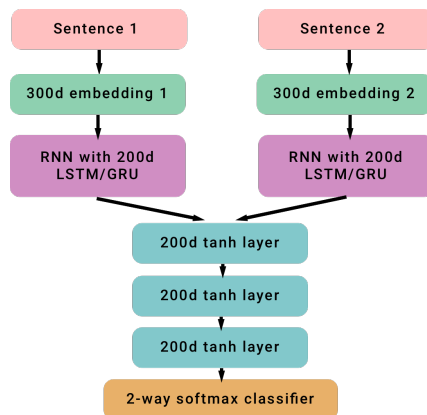 Sentence 1
Sentence 2
300d embedding 1
300d embedding 2
RNN with 200d
LSTM/GRU
RNN with 200d
LSTM/GRU
200d tanh layer
200d tanh layer
200d tanh layer
2-way softmax classifier